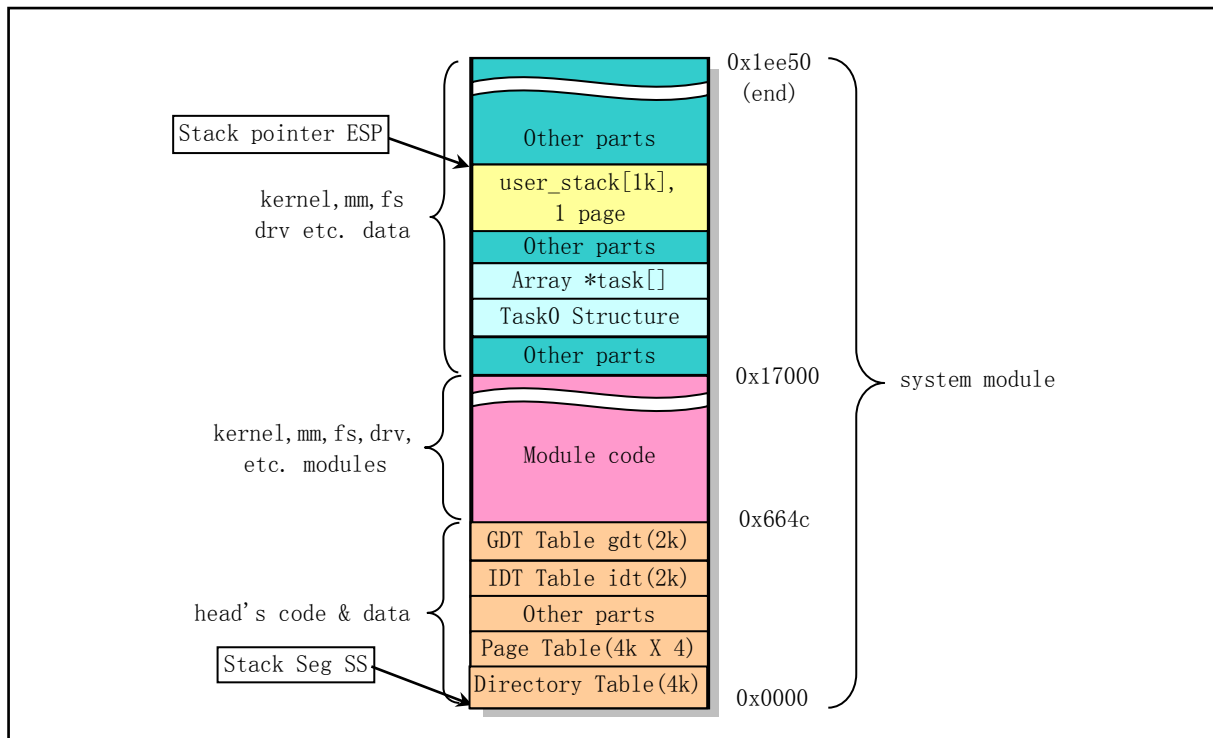 0x1ee50
(end)
Other parts
Stack pointer ESP
user_stack[1k],
1 page
kernel,mm,fs
drv etc. data
Other parts
Array *task[]
Task0 Structure
Other parts
0x17000
system module
kernel,mm,fs,drv,
etc. modules
Module code
0x664c
GDT Table gdt(2k)
IDT Table idt(2k)
head's code & data
Other parts
Page Table(4k X 4)
Stack Seg SS
Directory Table(4k)
0x0000